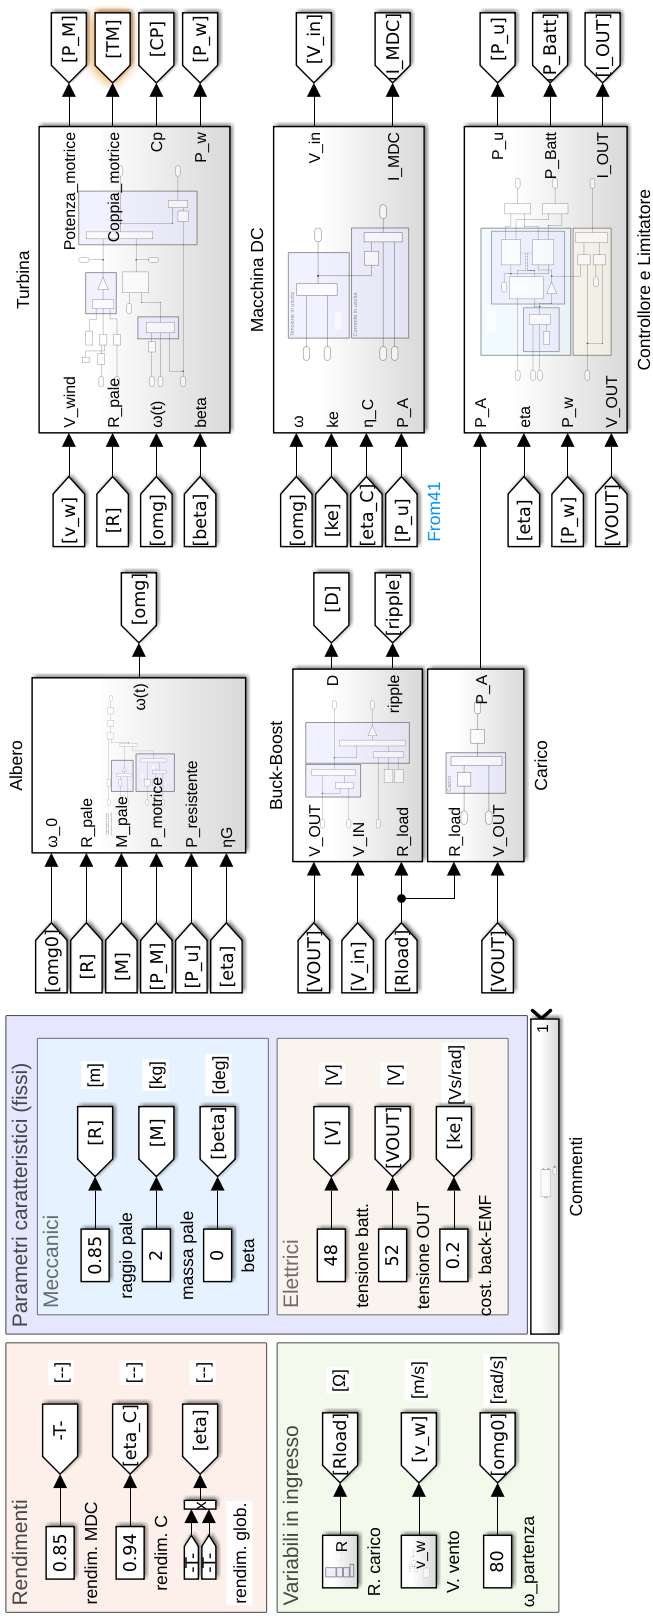 Rendimenti
0.85
-T-
[--]
rendim. MDC
0.94
[eta_C]
[--]
rendim. C
-T-
-T-
X
[eta]
[--]
rendim. glob.
Variabili in ingresso
R
[Rload]
[Ω]
R. carico
v_w
[v_w]
[m/s]
V. vento
80
[omg0]
[rad/s]
ω_partenza
Parametri caratteristici (fissi)
Meccanici
0.85
[R]
[m]
raggio pale
2
[M]
[kg]
massa pale
0
[beta]
[deg]
beta
Elettrici
48
[V]
[V]
tensione batt.
52
[VOUT]
[V]
tensione OUT
0.2
[ke]
[Vs/rad]
cost. back-EMF
1
Commenti
Albero
[omg0]
ω_0
[R]
R_pale
[M]
M_pale
[P_M]
P_motrice
[P_u]
P_resistente
[eta]
ηG
ω(t)
[omg]
Buck-Boost
[VOUT]
V_OUT
[V_in]
V_IN
[Rload]
R_load
D
[D]
ripple
[ripple]
R_load
[VOUT]
V_OUT
P_A
Carico
Turbina
[v_w]
V_wind
[R]
R_pale
[omg]
ω(t)
[beta]
beta
Potenza_motrice
[P_M]
Coppia_motrice
[TM]
Cp
[CP]
P_w
[P_w]
Macchina DC
[omg]
ω
[ke]
ke
[eta_C]
η_C
[P_u]
P_A
From41
V_in
[V_in]
I_MDC
[I_MDC]
P_A
[eta]
eta
[P_w]
P_w
[VOUT]
V_OUT
P_u
[P_u]
P_Batt
[P_Batt]
I_OUT
[I_OUT]
Controllore e Limitatore